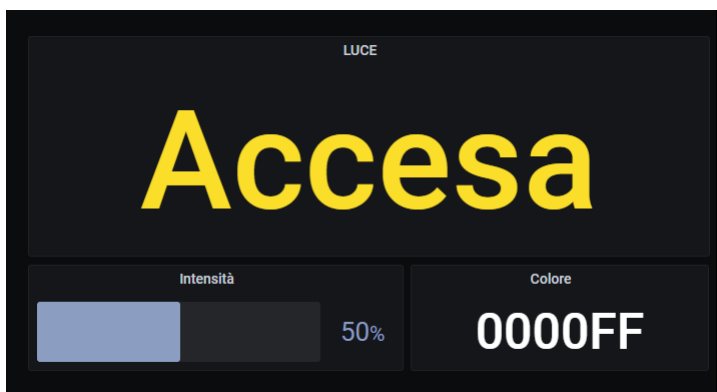 LUCE
Accesa
Intensità
50%
Colore
0000FF